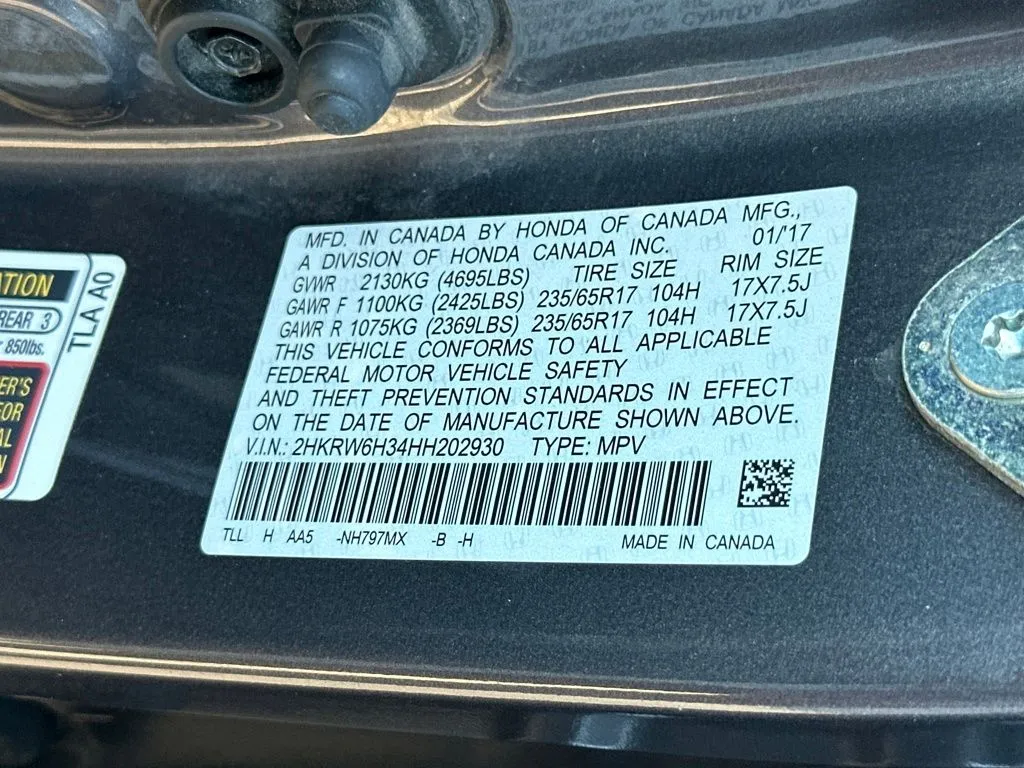 MFD. IN CANADA BY HONDA OF CANADA MFG.,
A DIVISION OF HONDA CANADA INC. 01/'17
GVWR 2130KG (4695LBS) TIRE SIZE RIM SIZE
GAWR F 1100KG (2425LBS) 235/65R17 104H 17X7.5J
GAWR R 1075KG (2369LBS) 235/65R17 104H 17X7.5J
THIS VEHICLE CONFORMS TO ALL APPLICABLE
FEDERAL MOTOR VEHICLE SAFETY
AND THEFT PREVENTION STANDARDS IN EFFECT
ON THE DATE OF MANUFACTURE SHOWN ABOVE.
V.I.N.: 2HKRW6H34HH202930 TYPE: MPV
TLL H AA5 -NH797MX -B -H MADE IN CANADA
REAR 3
850lbs.
TLA A0